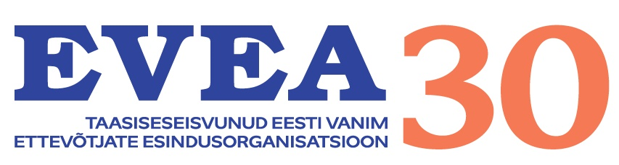 EVEA 30
TAASISESEISVUNUD EESTI VANIM
ETTEVÕTJATE ESINDUSORGANISATSIOON